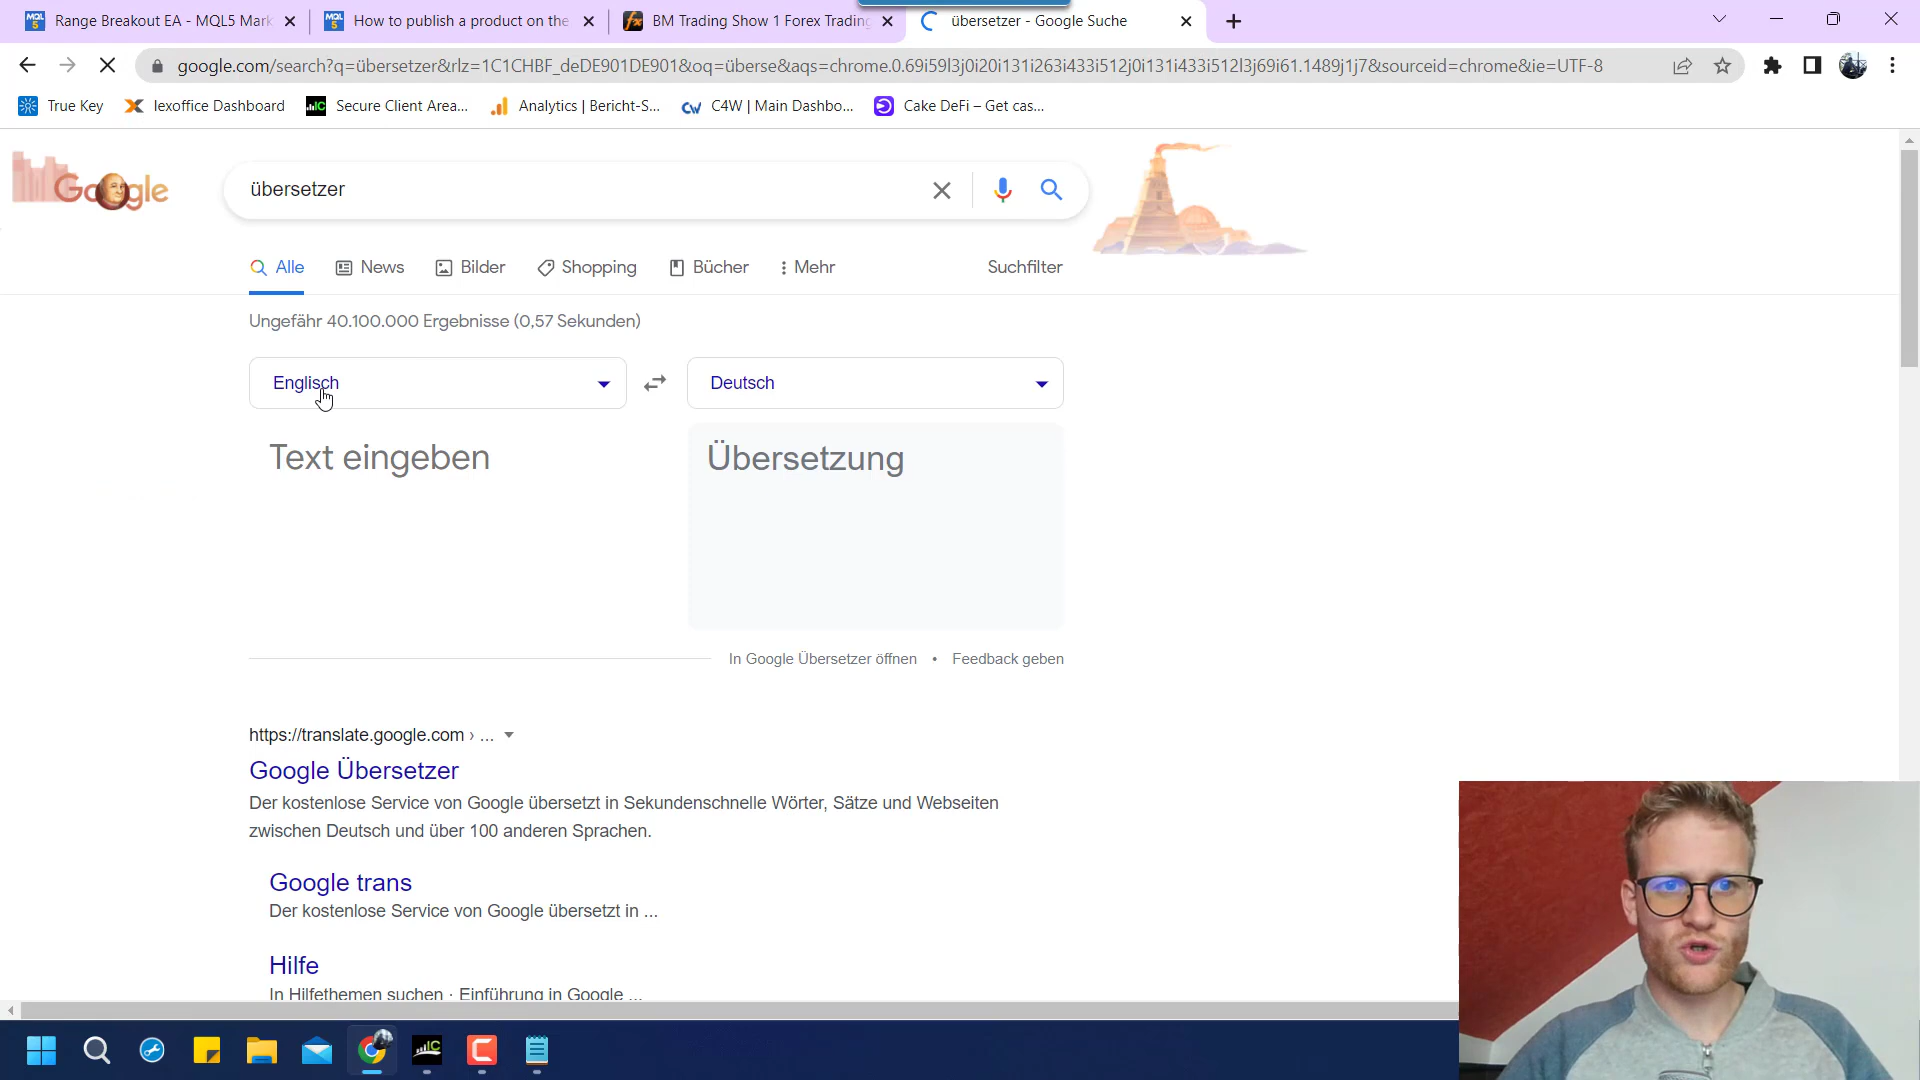 Range Breakout EA - MQL5 Mark
How to publish a product on the
BM Trading Show 1 Forex Trading
übersetzer - Google Suche
google.com/search?q=übersetzer&rlz=1C1CHBF_deDE901DE901&oq=überse&aqs=chrome.0.69i59l3j0i20i131i263i433i512j0i131i433i512l3j69i61.1489j1j7&sourceid=chrome&ie=UTF-8
True Key
lexoffice Dashboard
Secure Client Area...
Analytics | Bericht-S...
C4W | Main Dashbo...
Cake DeFi – Get cas...
Google
übersetzer
Alle
News
Bilder
Shopping
Bücher
Mehr
Suchfilter
Ungefähr 40.100.000 Ergebnisse (0,57 Sekunden)
Englisch
Deutsch
Text eingeben
Übersetzung
In Google Übersetzer öffnen • Feedback geben
https://translate.google.com › ...
Google Übersetzer
Der kostenlose Service von Google übersetzt in Sekundenschnelle Wörter, Sätze und Webseiten
zwischen Deutsch und über 100 anderen Sprachen.
Google trans
Der kostenlose Service von Google übersetzt in ...
Hilfe
In Hilfethemen suchen · Einführung in Google ...